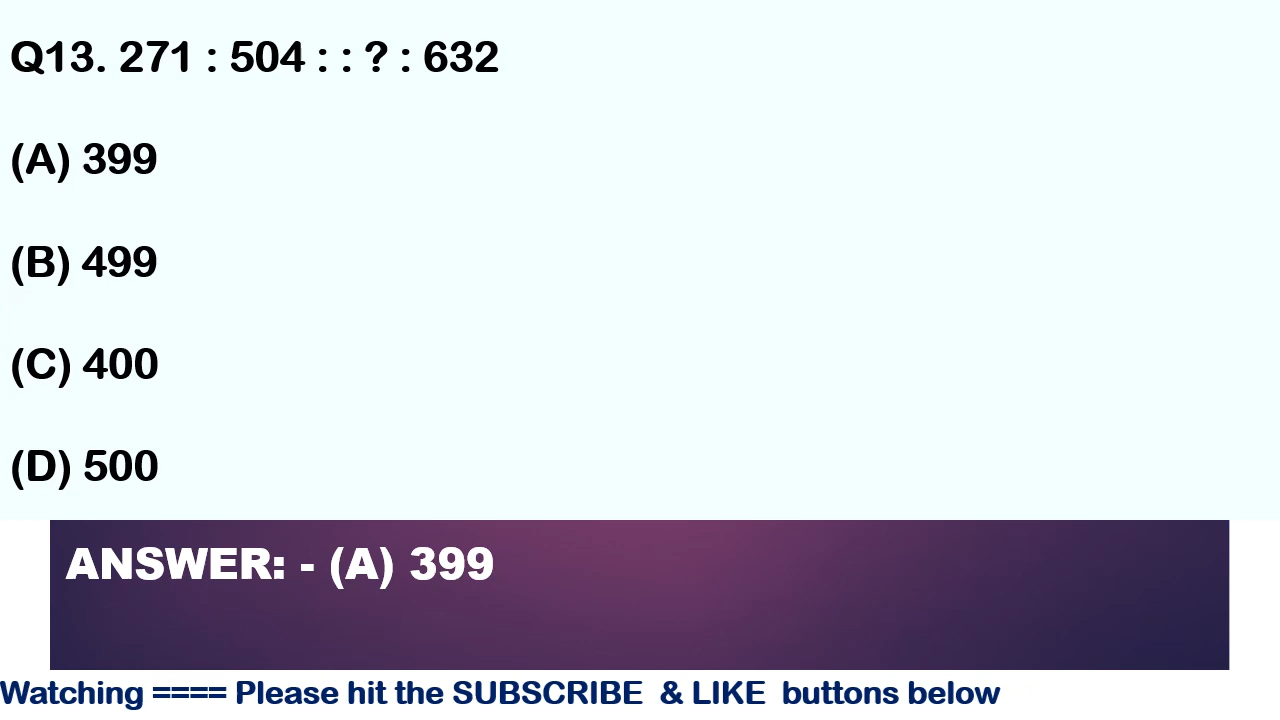 Q13. 271 : 504 : : ? : 632
(A) 399
(B) 499
(C) 400
(D) 500
ANSWER: - (A) 399
Watching ==== Please hit the SUBSCRIBE & LIKE buttons below